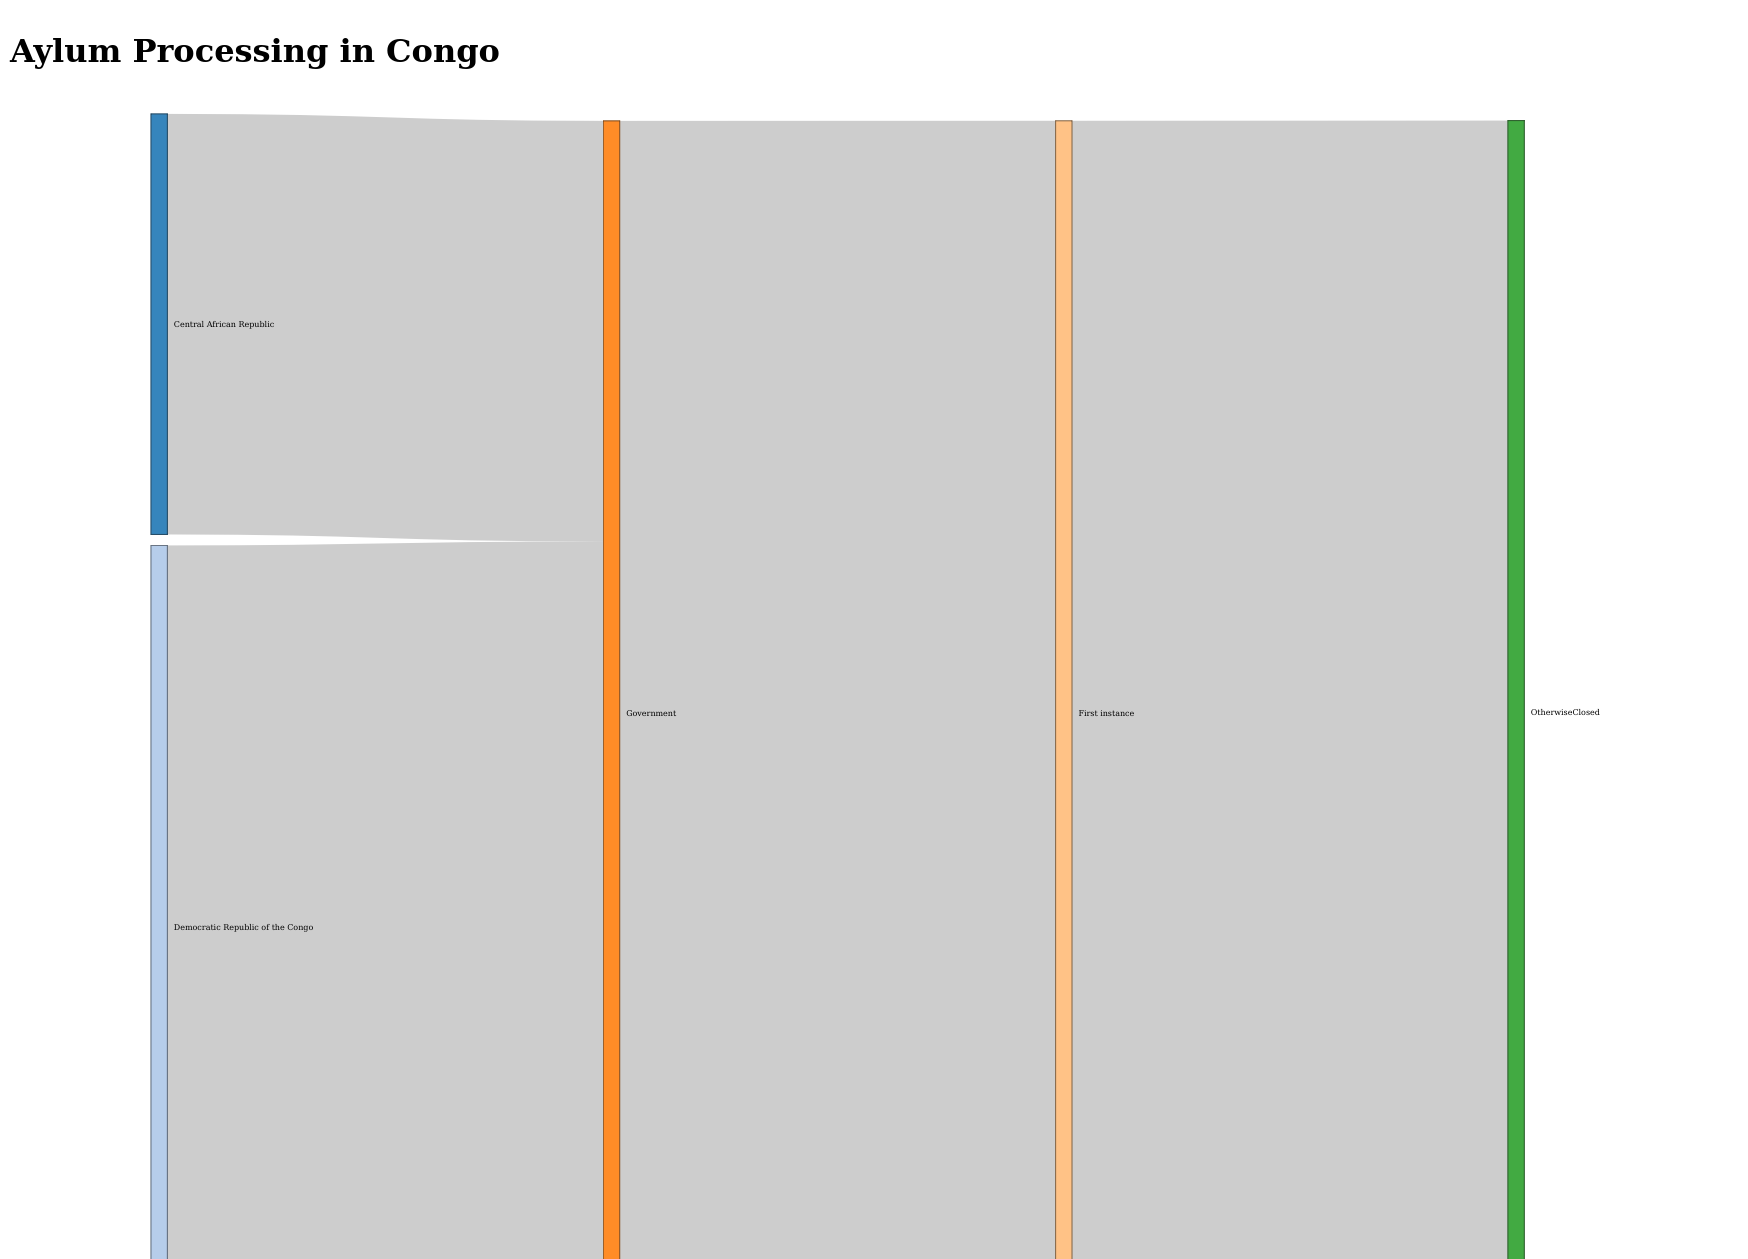 Aylum Processing in Congo
Central African Republic
Government
First instance
OtherwiseClosed
Democratic Republic of the Congo